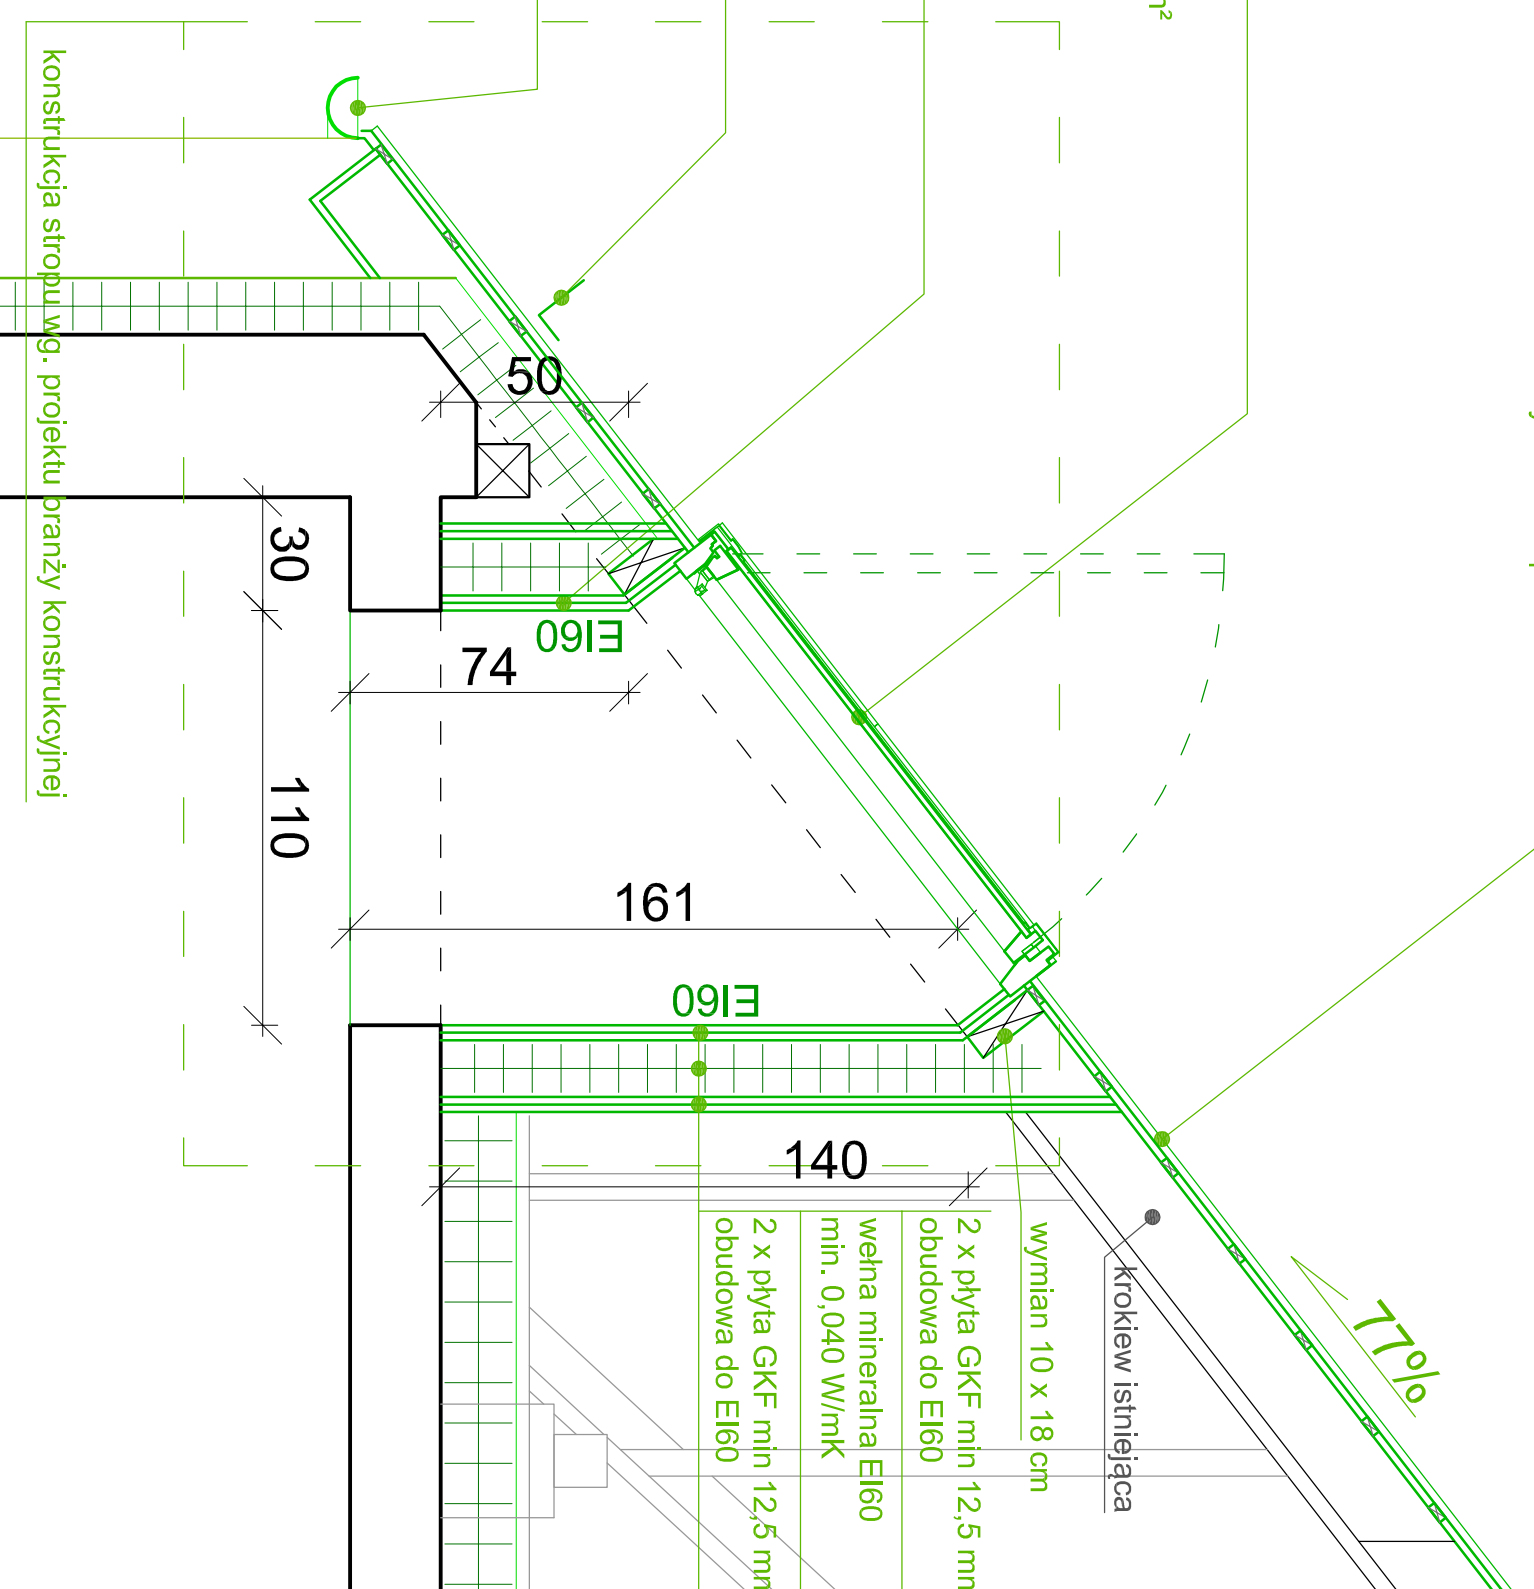 m²
konstrukcja stropu wg. projektu branży konstrukcyjnej
50
30
EI60
74
110
161
EI60
140
wymian 10 x 18 cm
2 x płyta GKF min 12,5 mm
obudowa do EI60
wełna mineralna EI60
min. 0,040 W/mK
2 x płyta GKF min 12,5 mm
obudowa do EI60
krokiew istniejąca
77%